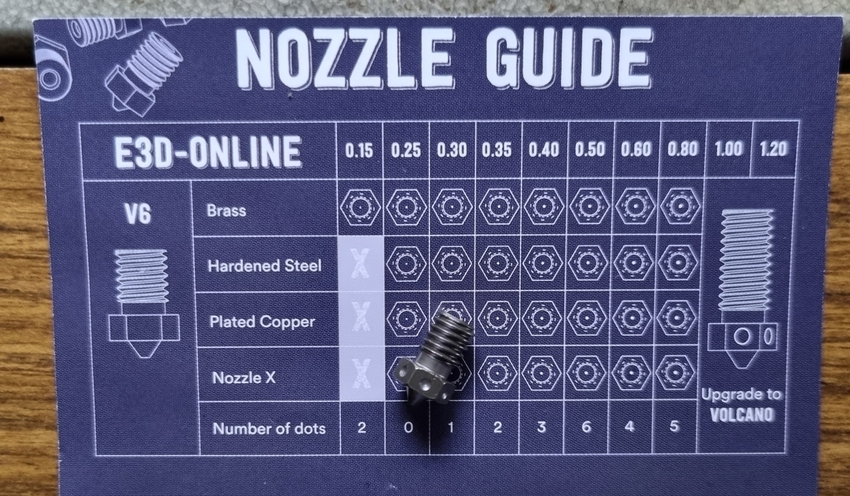 NOZZLE GUIDE
E3D-ONLINE 0.15 0.25 0.30 0.35 0.40 0.50 0.60 0.80 1.00 1.20
V6
Brass
Hardened Steel X
Plated Copper X
Nozzle X X
Upgrade to
VOLCANO
Number of dots 2 0 1 2 3 6 4 5